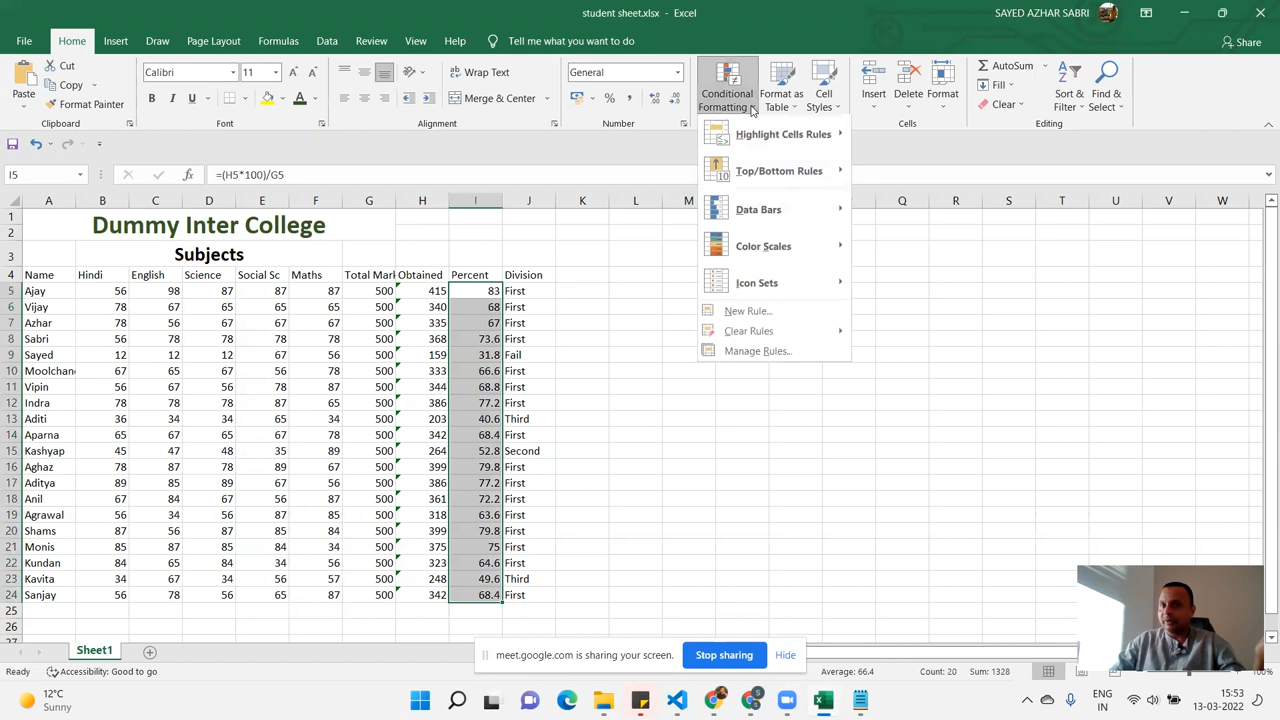 student sheet.xlsx - Excel
SAYED AZHAR SABRI
File Home Insert Draw Page Layout Formulas Data Review View Help Tell me what you want to do Share
Paste
Cut
Copy
Format Painter
Clipboard
Calibri 11
B I U
Font
Wrap Text
Merge & Center
Alignment
General
Number
Conditional Formatting
Format as Table
Cell Styles
Insert Delete Format
Cells
AutoSum
Fill
Clear
Sort & Filter
Find & Select
Editing
Highlight Cells Rules
Top/Bottom Rules
Data Bars
Color Scales
Icon Sets
New Rule...
Clear Rules
Manage Rules...
I5 =(H5*100)/G5
A B C D E F G H I J K L M Q R S T U V W
1 Dummy Inter College
2
3 Subjects
4 Name Hindi English Science Social Sc Maths Total Mark Obtained Percent Division
5 Ajay 56 98 87 87 87 500 415 83 First
6 Vijay 78 67 65 65 65 500 340 68 First
7 Azhar 78 56 67 67 67 500 335 67 First
8 Sabri 56 78 78 78 78 500 368 73.6 First
9 Sayed 12 12 12 67 56 500 159 31.8 Fail
10 Moolchan 67 65 67 56 78 500 333 66.6 First
11 Vipin 56 67 56 78 87 500 344 68.8 First
12 Indra 78 78 78 87 65 500 386 77.2 First
13 Aditi 36 34 34 65 34 500 203 40.6 Third
14 Aparna 65 67 65 67 78 500 342 68.4 First
15 Kashyap 45 47 48 35 89 500 264 52.8 Second
16 Aghaz 78 87 78 89 67 500 399 79.8 First
17 Aditya 89 85 89 67 56 500 386 77.2 First
18 Anil 67 84 67 56 87 500 361 72.2 First
19 Agrawal 56 34 56 87 85 500 318 63.6 First
20 Shams 87 56 87 85 84 500 399 79.8 First
21 Monis 85 87 85 84 34 500 375 75 First
22 Kundan 84 65 84 34 56 500 323 64.6 First
23 Kavita 34 67 34 56 57 500 248 49.6 Third
24 Sanjay 56 78 56 65 87 500 342 68.4 First
25
26
27
Sheet1
meet.google.com is sharing your screen. Stop sharing Hide
Ready Accessibility: Good to go Average: 66.4 Count: 20 Sum: 1328 100%
12°C
Sunny
ENG
IN
15:53
13-03-2022